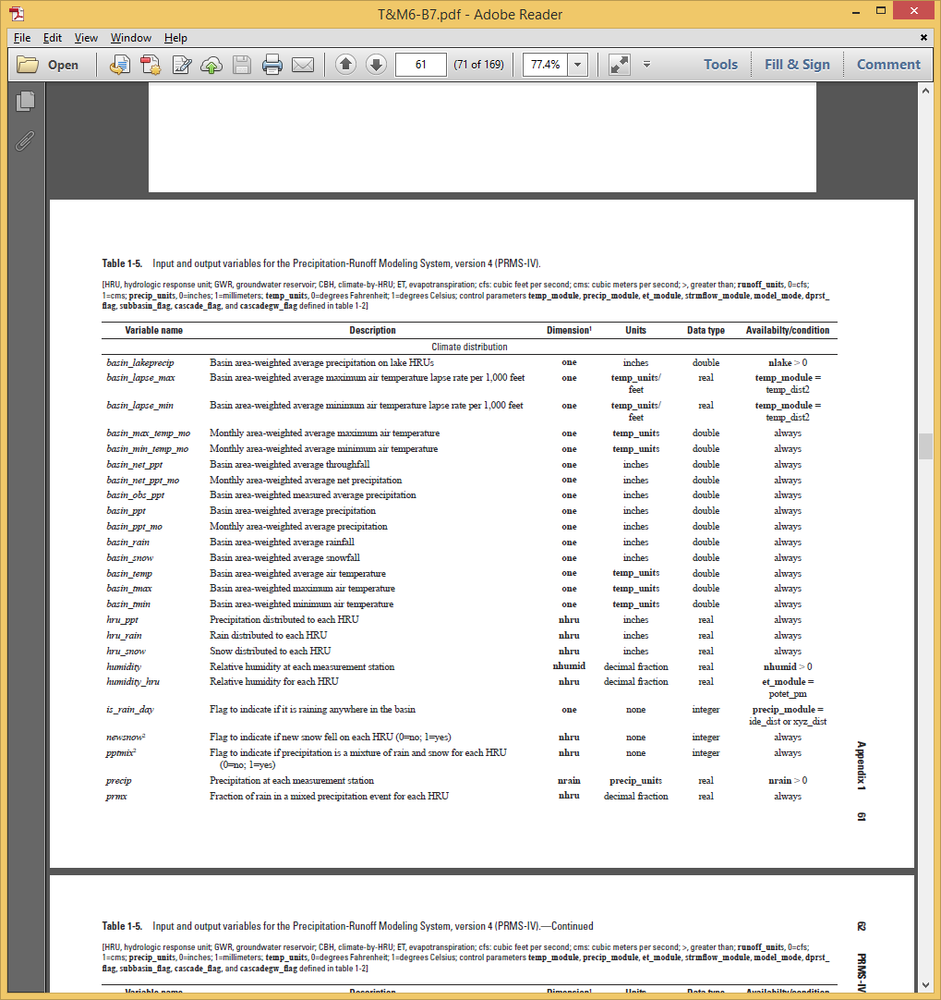 T&M6-B7.pdf - Adobe Reader
File Edit View Window Help
Open 61 (71 of 169) 77.4% Tools Fill & Sign Comment
Table 1-5. Input and output variables for the Precipitation-Runoff Modeling System, version 4 (PRMS-IV).
[HRU, hydrologic response unit; GWR, groundwater reservoir; CBH, climate-by-HRU; ET, evapotranspiration; cfs: cubic feet per second; cms: cubic meters per second; >, greater than; runoff_units, 0=cfs;
1=cms; precip_units, 0=inches; 1=millimeters; temp_units, 0=degrees Fahrenheit; 1=degrees Celsius; control parameters temp_module, precip_module, et_module, strmflow_module, model_mode, dprst_
flag, subbasin_flag, cascade_flag, and cascadegw_flag defined in table 1-2]
Variable name Description Dimension¹ Units Data type Availabilty/condition
Climate distribution
basin_lakeprecip Basin area-weighted average precipitation on lake HRUs one inches double nlake > 0
basin_lapse_max Basin area-weighted average maximum air temperature lapse rate per 1,000 feet one temp_units/ real temp_module =
feet temp_dist2
basin_lapse_min Basin area-weighted average minimum air temperature lapse rate per 1,000 feet one temp_units/ real temp_module =
feet temp_dist2
basin_max_temp_mo Monthly area-weighted average maximum air temperature one temp_units double always
basin_min_temp_mo Monthly area-weighted average minimum air temperature one temp_units double always
basin_net_ppt Basin area-weighted average throughfall one inches double always
basin_net_ppt_mo Monthly area-weighted average net precipitation one inches double always
basin_obs_ppt Basin area-weighted measured average precipitation one inches double always
basin_ppt Basin area-weighted average precipitation one inches double always
basin_ppt_mo Monthly area-weighted average precipitation one inches double always
basin_rain Basin area-weighted average rainfall one inches double always
basin_snow Basin area-weighted average snowfall one inches double always
basin_temp Basin area-weighted average air temperature one temp_units double always
basin_tmax Basin area-weighted maximum air temperature one temp_units double always
basin_tmin Basin area-weighted minimum air temperature one temp_units double always
hru_ppt Precipitation distributed to each HRU nhru inches real always
hru_rain Rain distributed to each HRU nhru inches real always
hru_snow Snow distributed to each HRU nhru inches real always
humidity Relative humidity at each measurement station nhumid decimal fraction real nhumid > 0
humidity_hru Relative humidity for each HRU nhru decimal fraction real et_module =
potet_pm
is_rain_day Flag to indicate if it is raining anywhere in the basin one none integer precip_module =
ide_dist or xyz_dist
newsnow² Flag to indicate if new snow fell on each HRU (0=no; 1=yes) nhru none integer always
pptmix² Flag to indicate if precipitation is a mixture of rain and snow for each HRU nhru none integer always
(0=no; 1=yes)
precip Precipitation at each measurement station nrain precip_units real nrain > 0
prmx Fraction of rain in a mixed precipitation event for each HRU nhru decimal fraction real always
Appendix 1 61
Table 1-5. Input and output variables for the Precipitation-Runoff Modeling System, version 4 (PRMS-IV).—Continued
[HRU, hydrologic response unit; GWR, groundwater reservoir; CBH, climate-by-HRU; ET, evapotranspiration; cfs: cubic feet per second; cms: cubic meters per second; >, greater than; runoff_units, 0=cfs;
1=cms; precip_units, 0=inches; 1=millimeters; temp_units, 0=degrees Fahrenheit; 1=degrees Celsius; control parameters temp_module, precip_module, et_module, strmflow_module, model_mode, dprst_
flag, subbasin_flag, cascade_flag, and cascadegw_flag defined in table 1-2]
Variable name Description Dimension¹ Units Data type Availabilty/condition
62 PRMS-IV